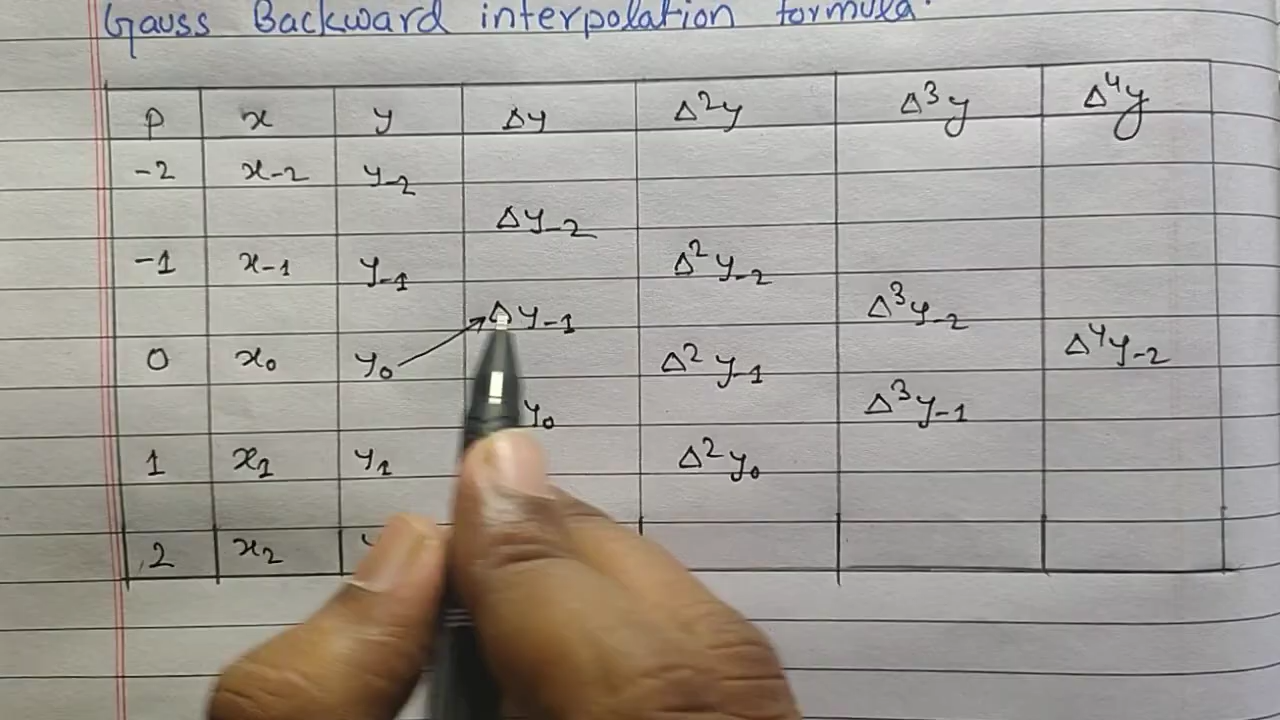 Gauss Backward interpolation formula.
p x y Δy Δ²y Δ³y Δ⁴y
-2 x-2 y-2
Δy-2
-1 x-1 y-1 Δ²y-2
Δy-1 Δ³y-2
0 x₀ y₀ Δ²y-1 Δ⁴y-2
y₀ Δ³y-1
1 x₁ y₁ Δ²y₀
2 x₂